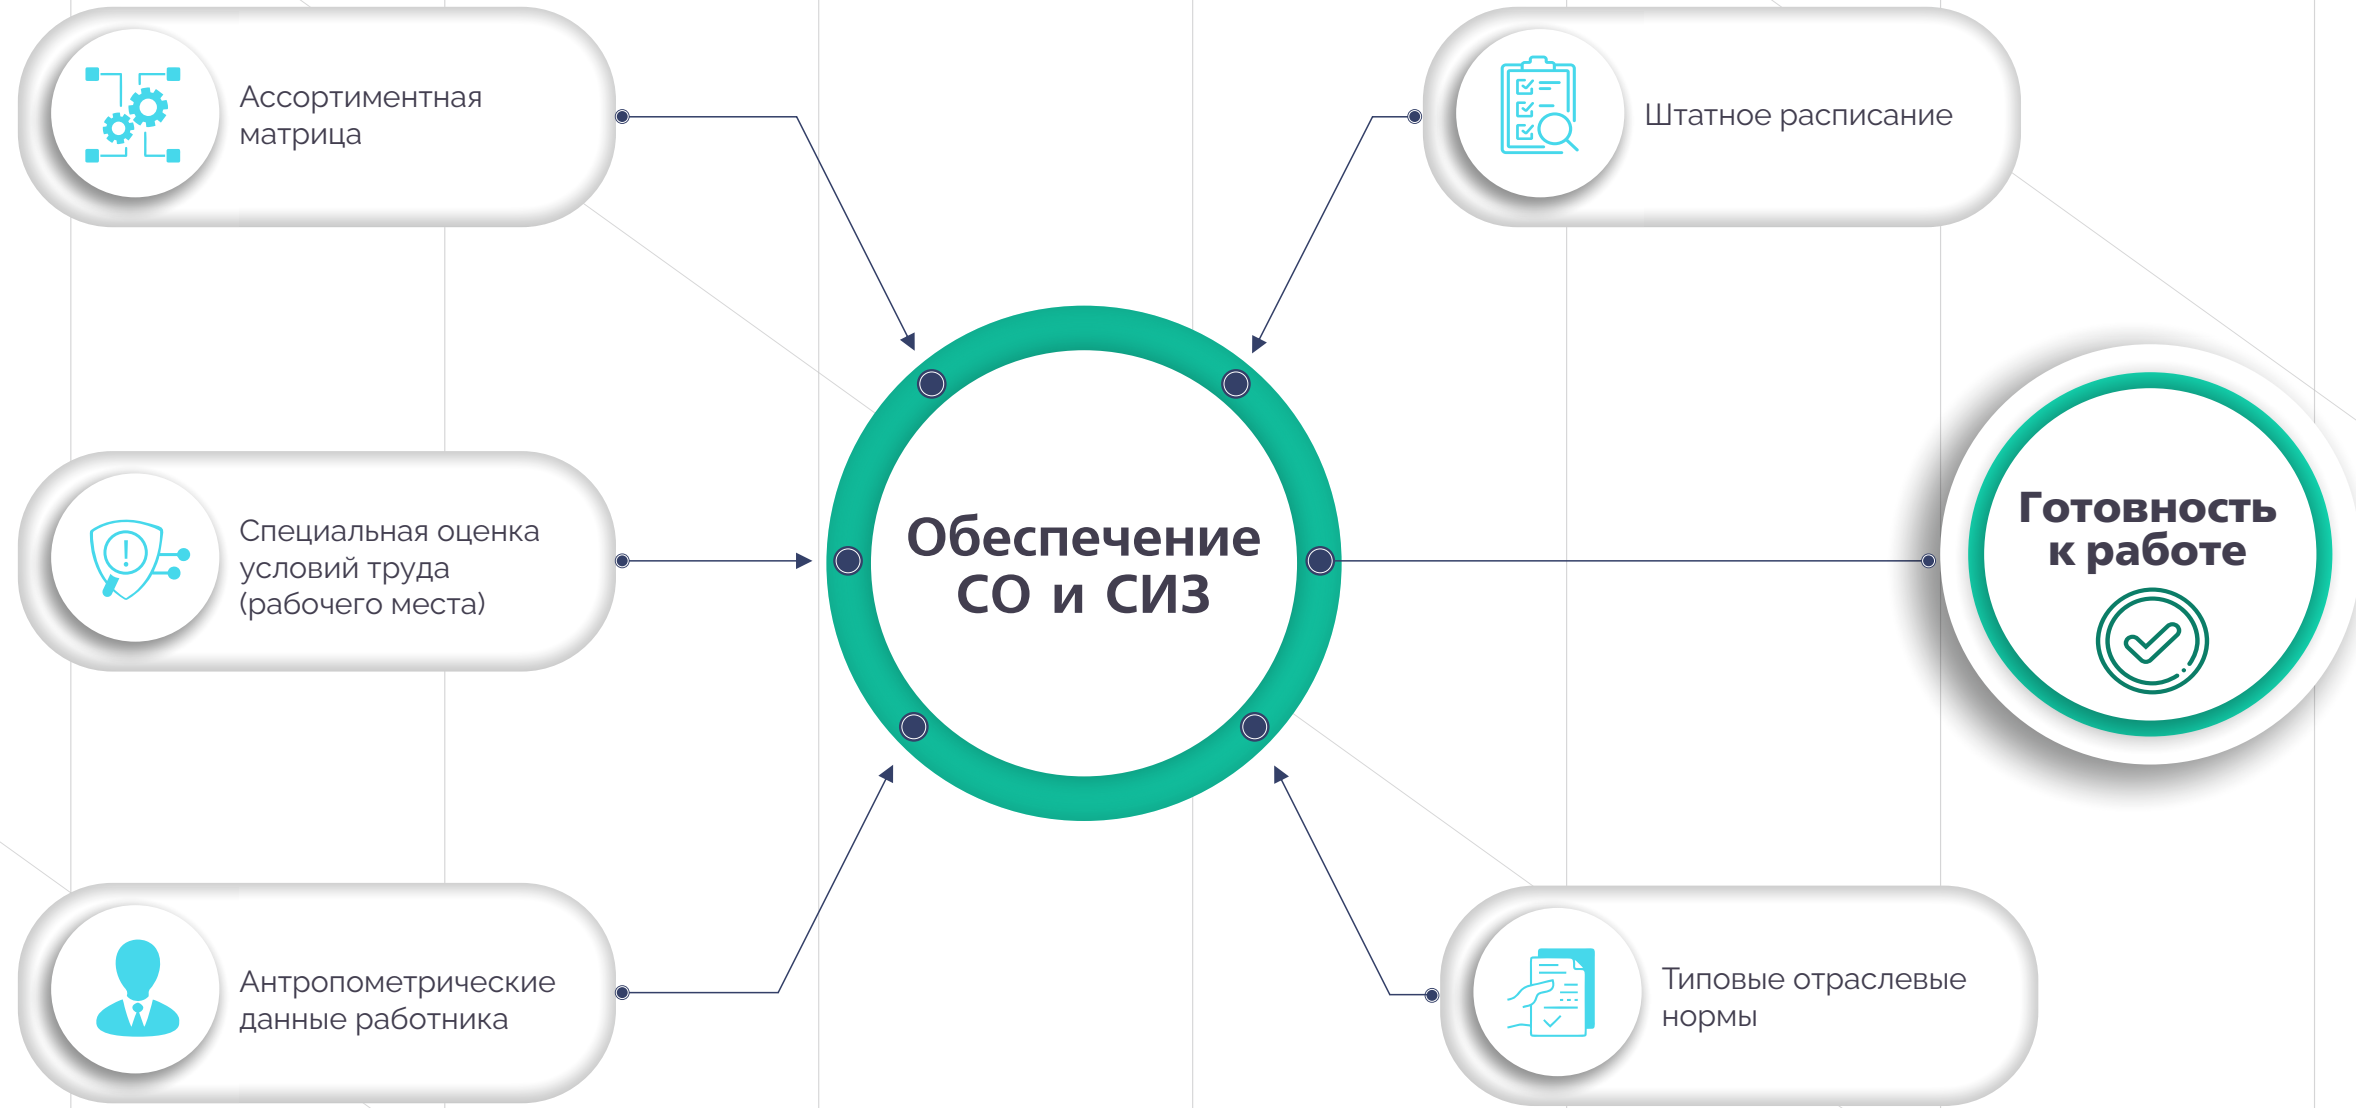 Ассортиментная
матрица
Штатное расписание
Специальная оценка
условий труда
(рабочего места)
Обеспечение
СО и СИЗ
Готовность
к работе
Антропометрические
данные работника
Типовые отраслевые
нормы